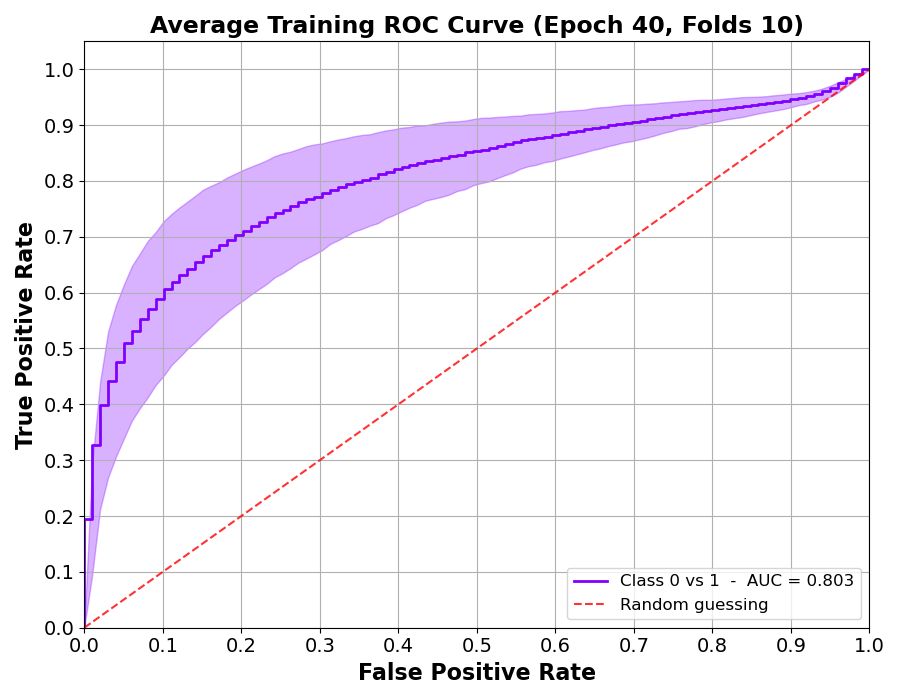 Average Training ROC Curve (Epoch 40, Folds 10)
True Positive Rate
1.0
0.9
0.8
0.7
0.6
0.5
0.4
0.3
0.2
0.1
0.0
Class 0 vs 1 - AUC = 0.803
Random guessing
0.0 0.1 0.2 0.3 0.4 0.5 0.6 0.7 0.8 0.9 1.0
False Positive Rate